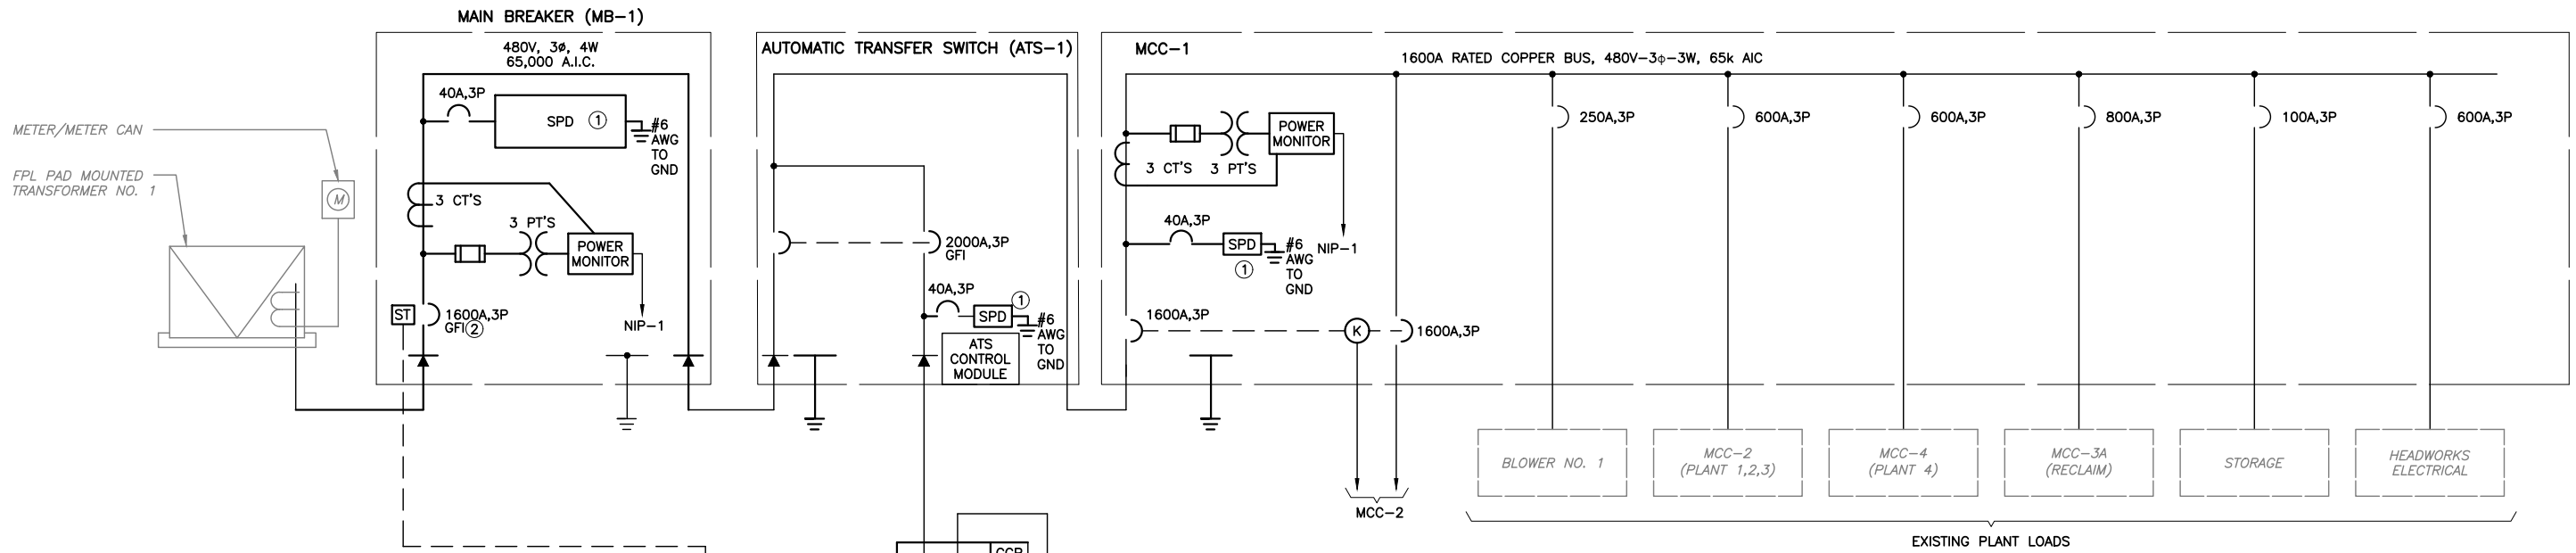 MAIN BREAKER (MB-1)
480V, 3ø, 4W
65,000 A.I.C.
40A,3P
SPD
1
#6
AWG
TO
GND
METER/METER CAN
FPL PAD MOUNTED
TRANSFORMER NO. 1
M
3 CT'S
3 PT'S
POWER
MONITOR
NIP-1
ST
1600A,3P
GFI
2
AUTOMATIC TRANSFER SWITCH (ATS-1)
2000A,3P
GFI
40A,3P
SPD
1
#6
AWG
TO
GND
ATS
CONTROL
MODULE
MCC-1
1600A RATED COPPER BUS, 480V-3ϕ-3W, 65k AIC
3 CT'S
3 PT'S
POWER
MONITOR
NIP-1
40A,3P
SPD
1
#6
AWG
TO
GND
1600A,3P
K
1600A,3P
MCC-2
250A,3P
600A,3P
600A,3P
800A,3P
100A,3P
600A,3P
BLOWER NO. 1
MCC-2
(PLANT 1,2,3)
MCC-4
(PLANT 4)
MCC-3A
(RECLAIM)
STORAGE
HEADWORKS
ELECTRICAL
EXISTING PLANT LOADS